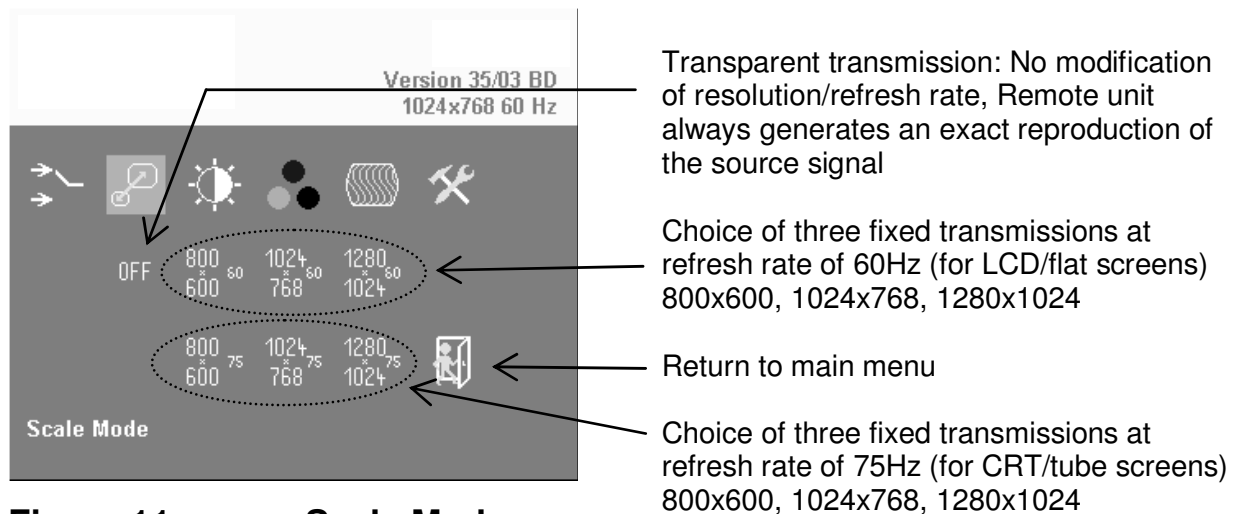 Version 35/03 BD
1024x768 60 Hz
OFF
800 x 600 60
1024 x 768 60
1280 x 1024 60
800 x 600 75
1024 x 768 75
1280 x 1024 75
Scale Mode
Transparent transmission: No modification
of resolution/refresh rate, Remote unit
always generates an exact reproduction of
the source signal
Choice of three fixed transmissions at
refresh rate of 60Hz (for LCD/flat screens)
800x600, 1024x768, 1280x1024
Return to main menu
Choice of three fixed transmissions at
refresh rate of 75Hz (for CRT/tube screens)
800x600, 1024x768, 1280x1024